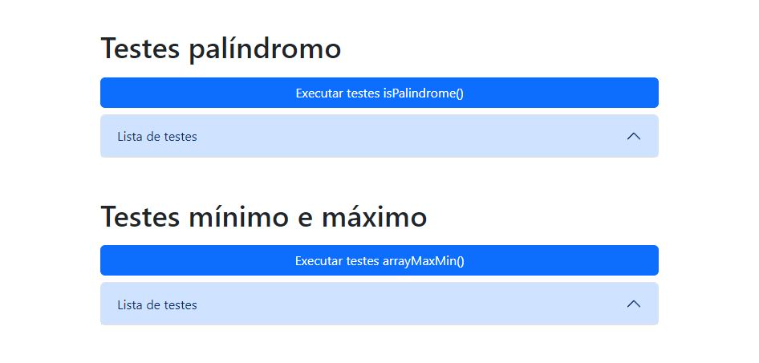 Testes palíndromo
Executar testes isPalindrome()
Lista de testes
Testes mínimo e máximo
Executar testes arrayMaxMin()
Lista de testes